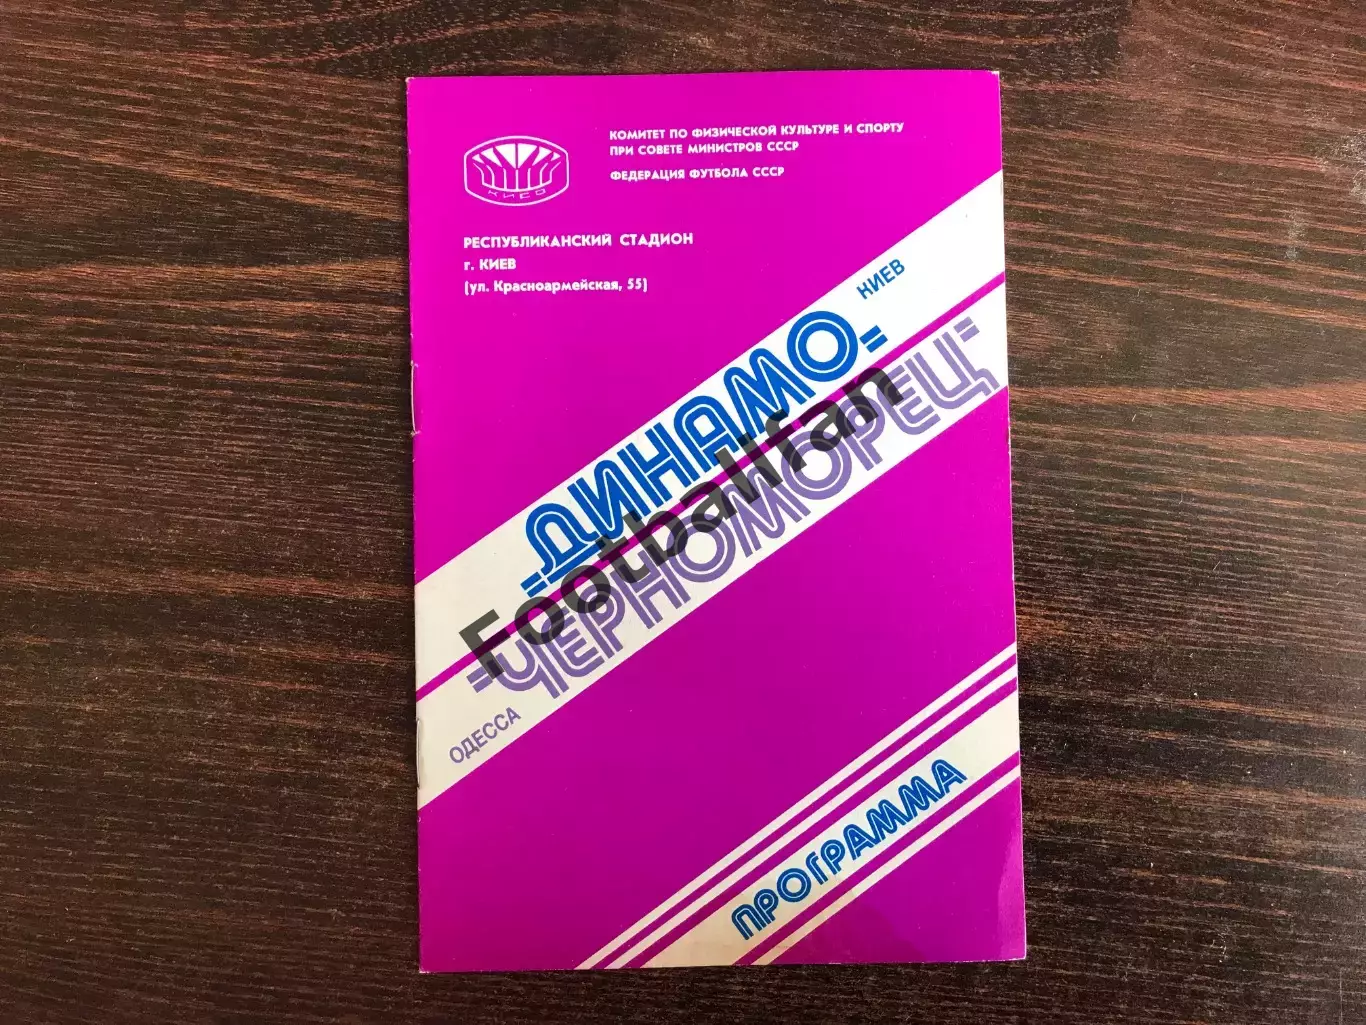 КОМИТЕТ ПО ФИЗИЧЕСКОЙ КУЛЬТУРЕ И СПОРТУ
ПРИ СОВЕТЕ МИНИСТРОВ СССР
ФЕДЕРАЦИЯ ФУТБОЛА СССР
КИЕВ
РЕСПУБЛИКАНСКИЙ СТАДИОН
г. КИЕВ
(ул. Красноармейская, 55)
КИЕВ
"ДИНАМО"
"ЧЕРНОМОРЕЦ"
Footballfan
ОДЕССА
ПРОГРАММА